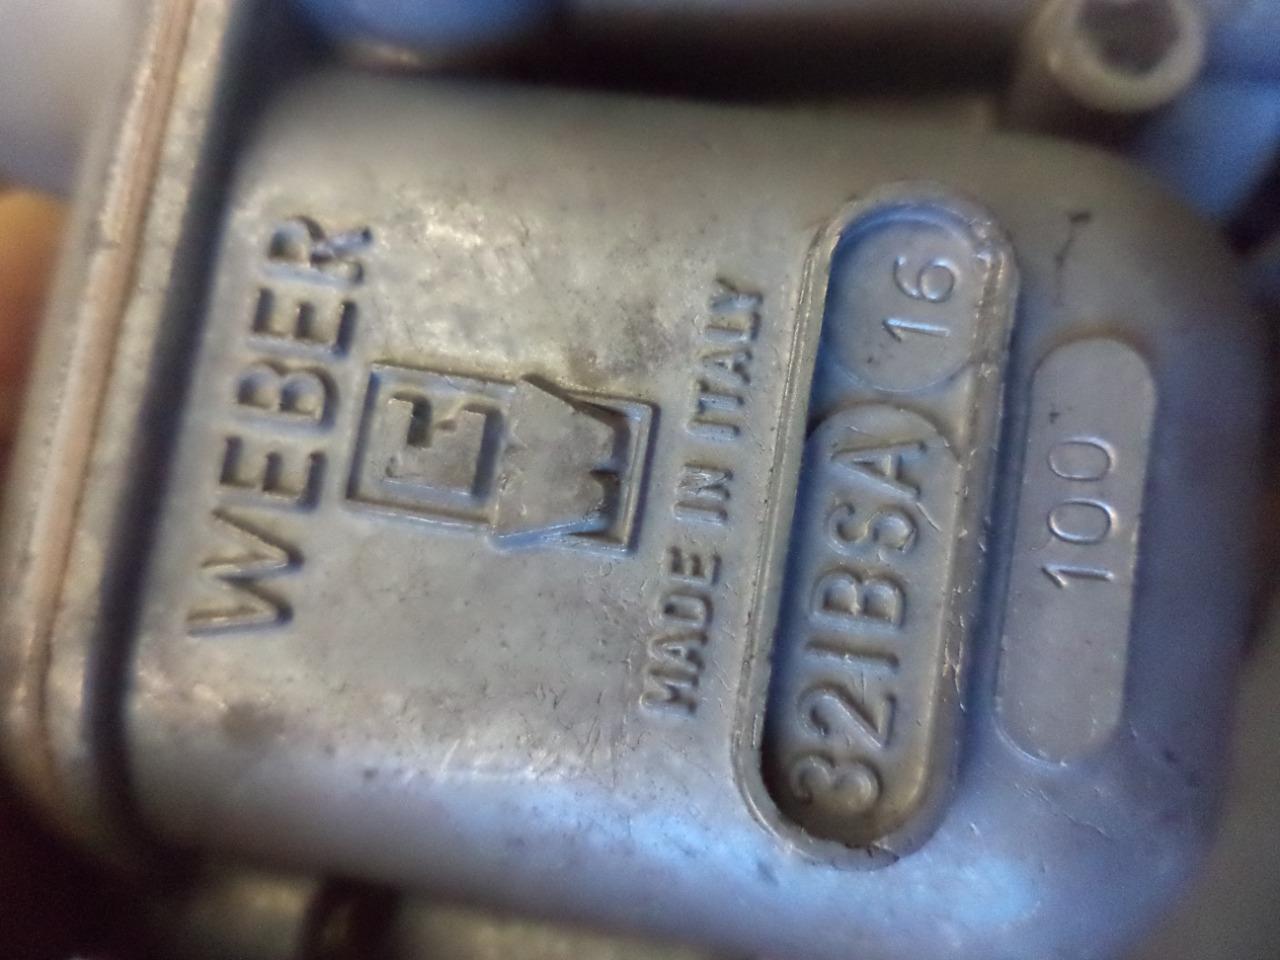 WEBER
MADE IN ITALY
32IBSA 16
100